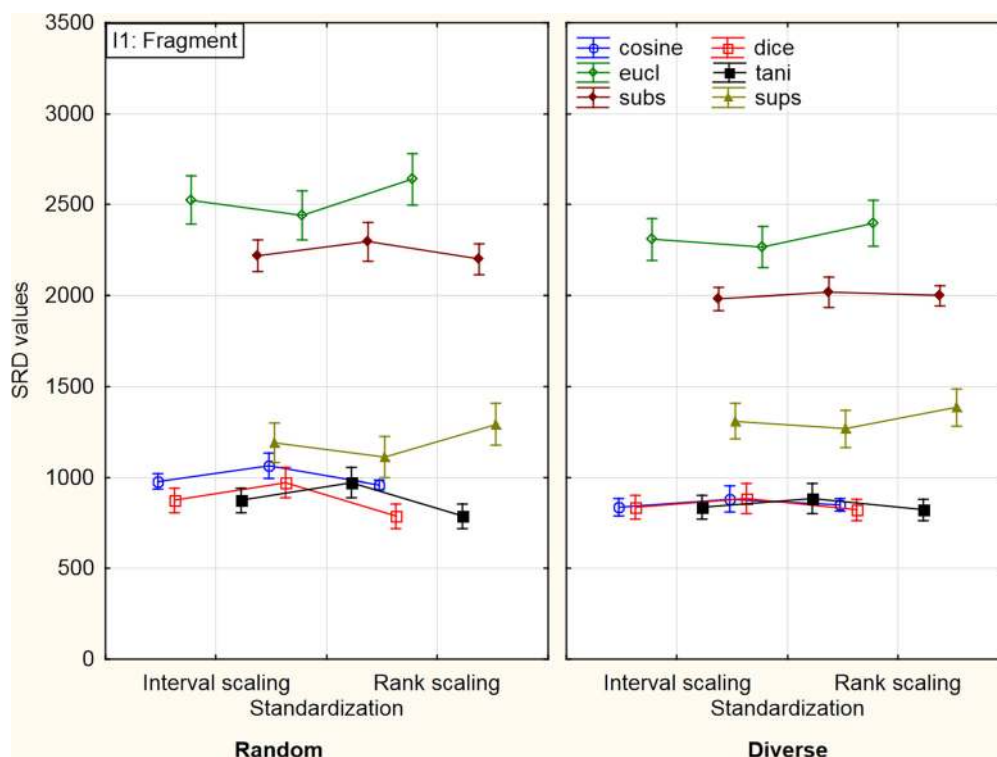 I1: Fragment
cosine dice
eucl tani
subs sups
3500
3000
2500
2000
1500
1000
500
0
SRD values
Interval scaling Rank scaling Interval scaling Rank scaling
Standardization Standardization
Random Diverse